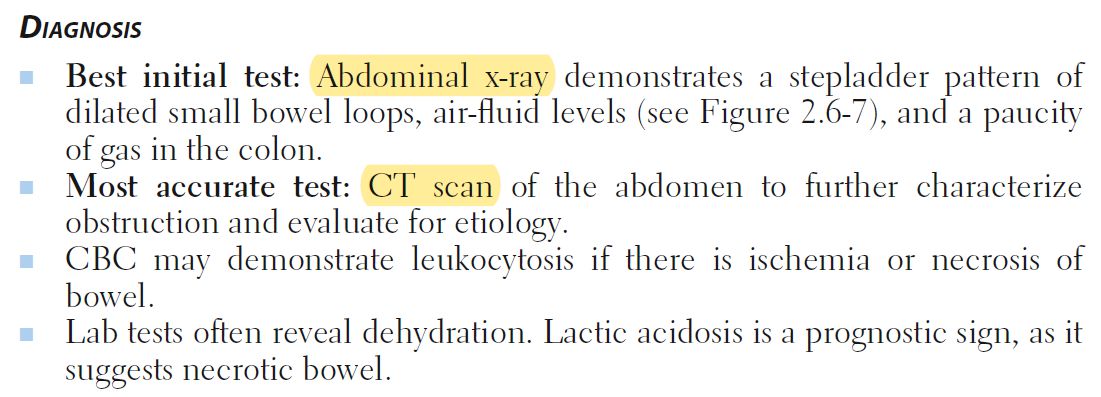 DIAGNOSIS
Best initial test: Abdominal x-ray demonstrates a stepladder pattern of
dilated small bowel loops, air-fluid levels (see Figure 2.6-7), and a paucity
of gas in the colon.
Most accurate test: CT scan of the abdomen to further characterize
obstruction and evaluate for etiology.
CBC may demonstrate leukocytosis if there is ischemia or necrosis of
bowel.
Lab tests often reveal dehydration. Lactic acidosis is a prognostic sign, as it
suggests necrotic bowel.